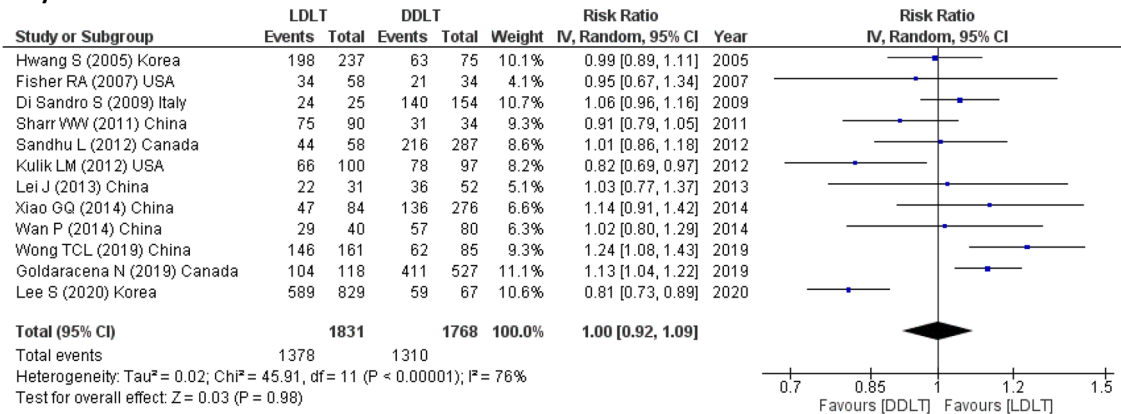 LDLT DDLT Risk Ratio Risk Ratio
Study or Subgroup Events Total Events Total Weight IV, Random, 95% CI Year IV, Random, 95% CI
Hwang S (2005) Korea 198 237 63 75 10.1% 0.99 [0.89, 1.11] 2005
Fisher RA (2007) USA 34 58 21 34 4.1% 0.95 [0.67, 1.34] 2007
Di Sandro S (2009) Italy 24 25 140 154 10.7% 1.06 [0.96, 1.16] 2009
Sharr WW (2011) China 75 90 31 34 9.3% 0.91 [0.79, 1.05] 2011
Sandhu L (2012) Canada 44 58 216 287 8.6% 1.01 [0.86, 1.18] 2012
Kulik LM (2012) USA 66 100 78 97 8.2% 0.82 [0.69, 0.97] 2012
Lei J (2013) China 22 31 36 52 5.1% 1.03 [0.77, 1.37] 2013
Xiao GQ (2014) China 47 84 136 276 6.6% 1.14 [0.91, 1.42] 2014
Wan P (2014) China 29 40 57 80 6.3% 1.02 [0.80, 1.29] 2014
Wong TCL (2019) China 146 161 62 85 9.3% 1.24 [1.08, 1.43] 2019
Goldaracena N (2019) Canada 104 118 411 527 11.1% 1.13 [1.04, 1.22] 2019
Lee S (2020) Korea 589 829 59 67 10.6% 0.81 [0.73, 0.89] 2020
Total (95% CI) 1831 1768 100.0% 1.00 [0.92, 1.09]
Total events 1378 1310
Heterogeneity: Tau² = 0.02; Chi² = 45.91, df = 11 (P < 0.00001); I² = 76%
Test for overall effect: Z = 0.03 (P = 0.98)
0.7 0.85 1 1.2 1.5
Favours [DDLT] Favours [LDLT]